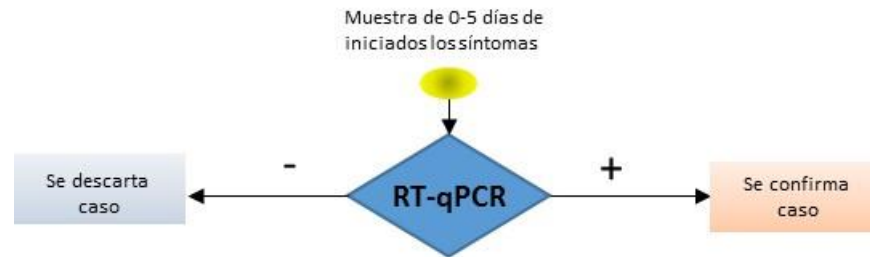 Muestra de 0-5 días de
iniciados los síntomas
-
RT-qPCR
+
Se descarta
caso
Se confirma
caso